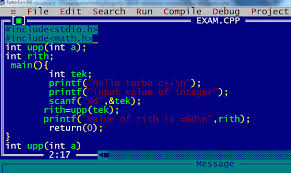 Turbo C++ IDE
≡ File Edit Search Run Compile Debug Project
EXAM.CPP
#include<stdio.h>
#include<math.h>
int upp(int a);
int rith;
main(){
int tek;
printf("Hello turbo c++\n");
printf("input value of integer");
scanf("%d",&tek);
rith=upp(tek);
printf(" value of rith is =%d\n",rith);
return(0);
}
int upp(int a)
2:17
Message